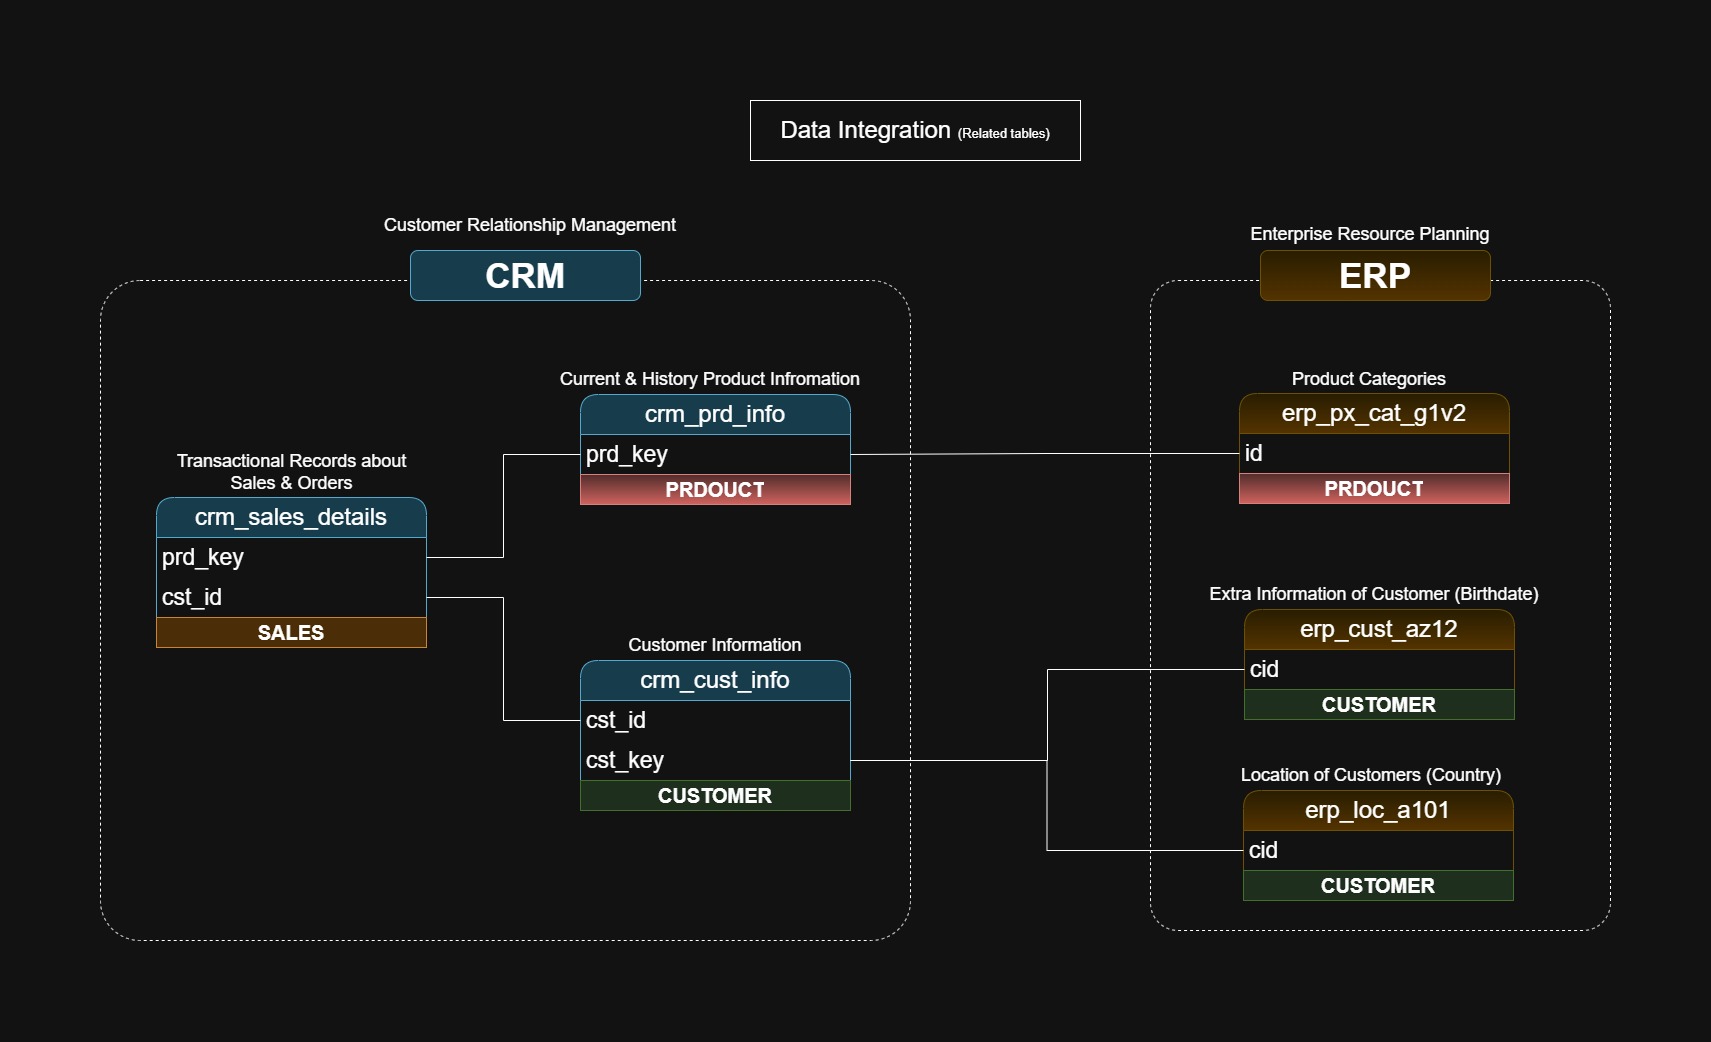 Data Integration (Related tables)
Customer Relationship Management
CRM
Current & History Product Infromation
crm_prd_info
prd_key
PRDOUCT
Transactional Records about
Sales & Orders
crm_sales_details
prd_key
cst_id
SALES
Customer Information
crm_cust_info
cst_id
cst_key
CUSTOMER
Enterprise Resource Planning
ERP
Product Categories
erp_px_cat_g1v2
id
PRDOUCT
Extra Information of Customer (Birthdate)
erp_cust_az12
cid
CUSTOMER
Location of Customers (Country)
erp_loc_a101
cid
CUSTOMER